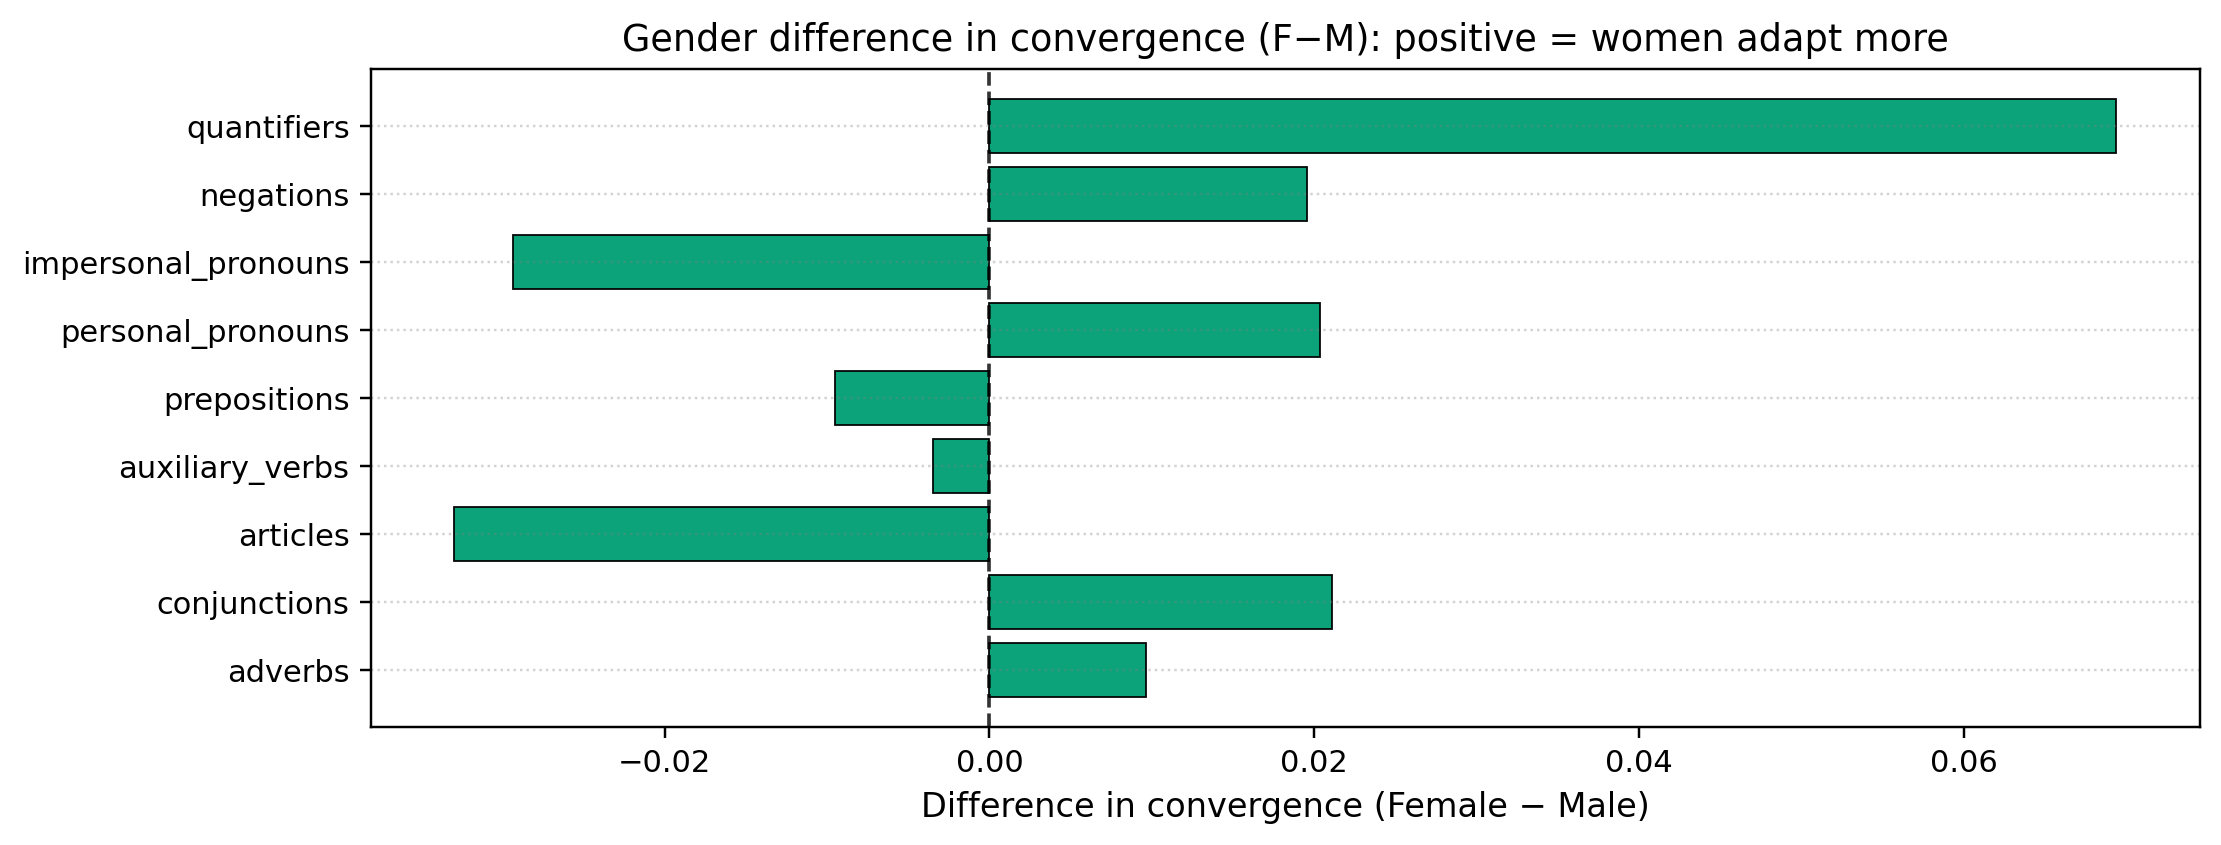 Gender difference in convergence (F−M): positive = women adapt more
quantifiers
negations
impersonal_pronouns
personal_pronouns
prepositions
auxiliary_verbs
articles
conjunctions
adverbs
−0.02 0.00 0.02 0.04 0.06
Difference in convergence (Female − Male)